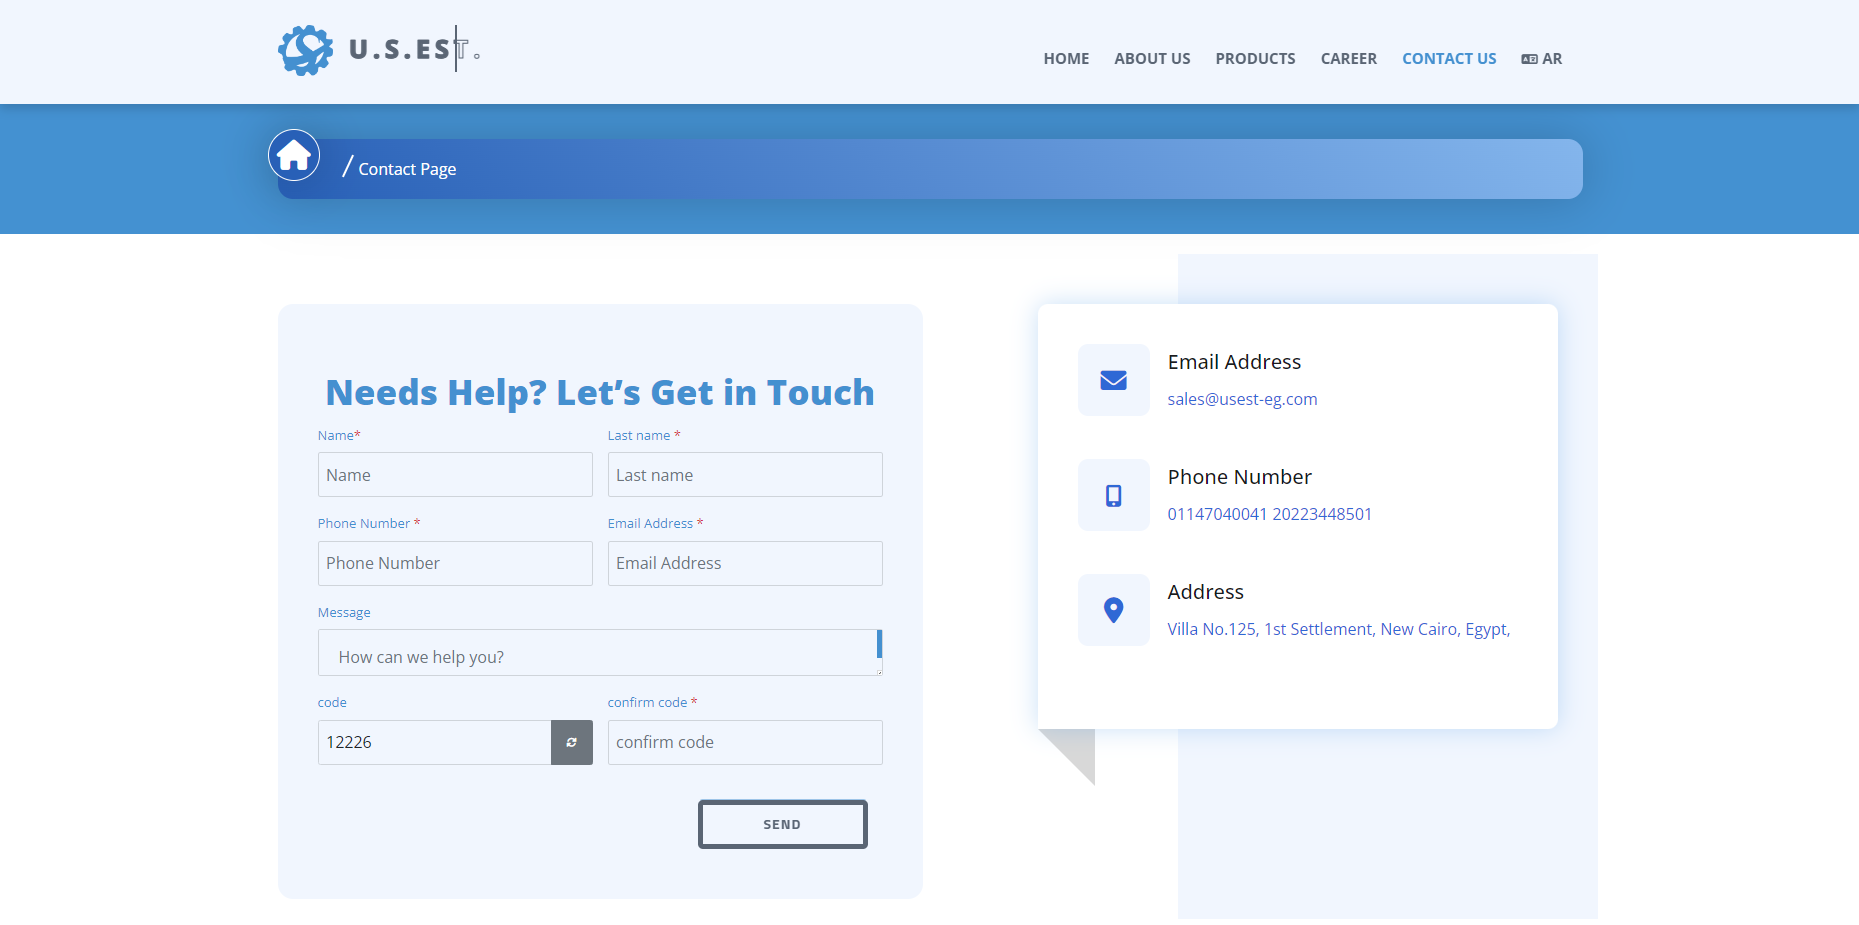 U.S.EST.
HOME ABOUT US PRODUCTS CAREER CONTACT US AR
/ Contact Page
Needs Help? Let’s Get in Touch
Name* Last name *
Name Last name
Phone Number * Email Address *
Phone Number Email Address
Message
How can we help you?
code confirm code *
12226 confirm code
SEND
Email Address
sales@usest-eg.com
Phone Number
01147040041 20223448501
Address
Villa No.125, 1st Settlement, New Cairo, Egypt,